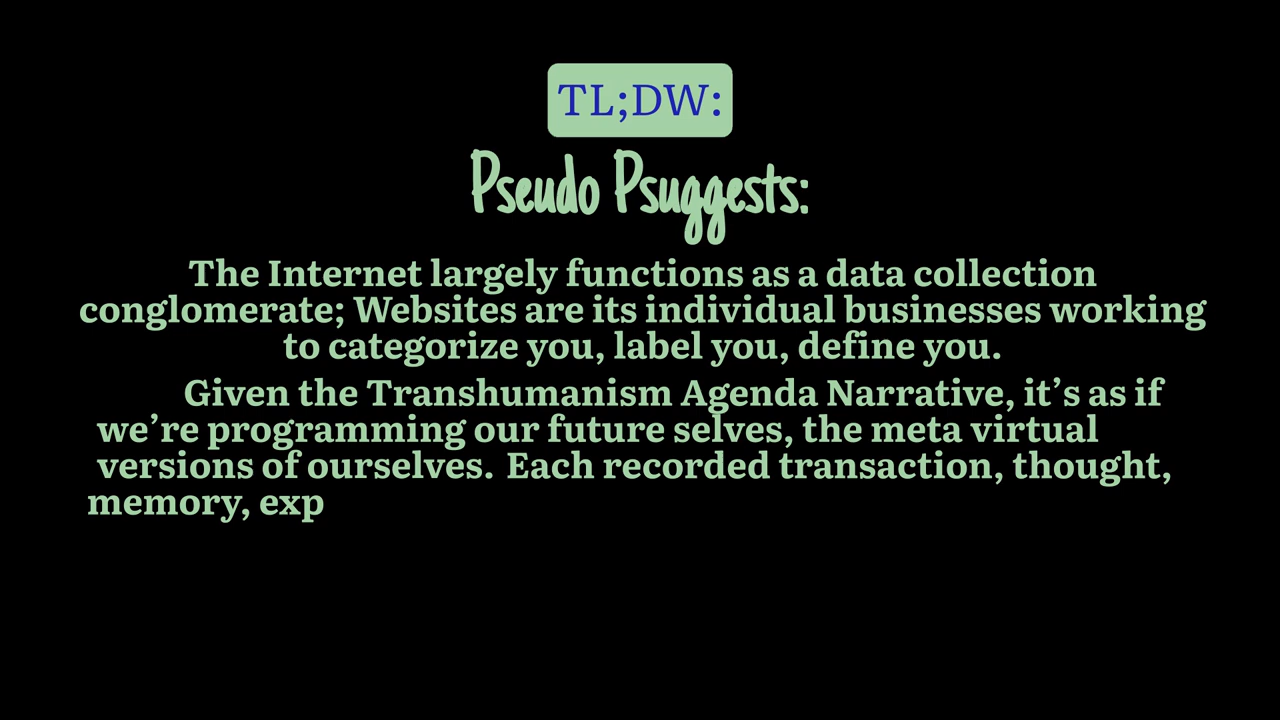 TL;DW:
Pseudo Psuggests:
The Internet largely functions as a data collection
conglomerate; Websites are its individual businesses working
to categorize you, label you, define you.
Given the Transhumanism Agenda Narrative, it’s as if
we’re programming our future selves, the meta virtual
versions of ourselves. Each recorded transaction, thought,
memory, exp